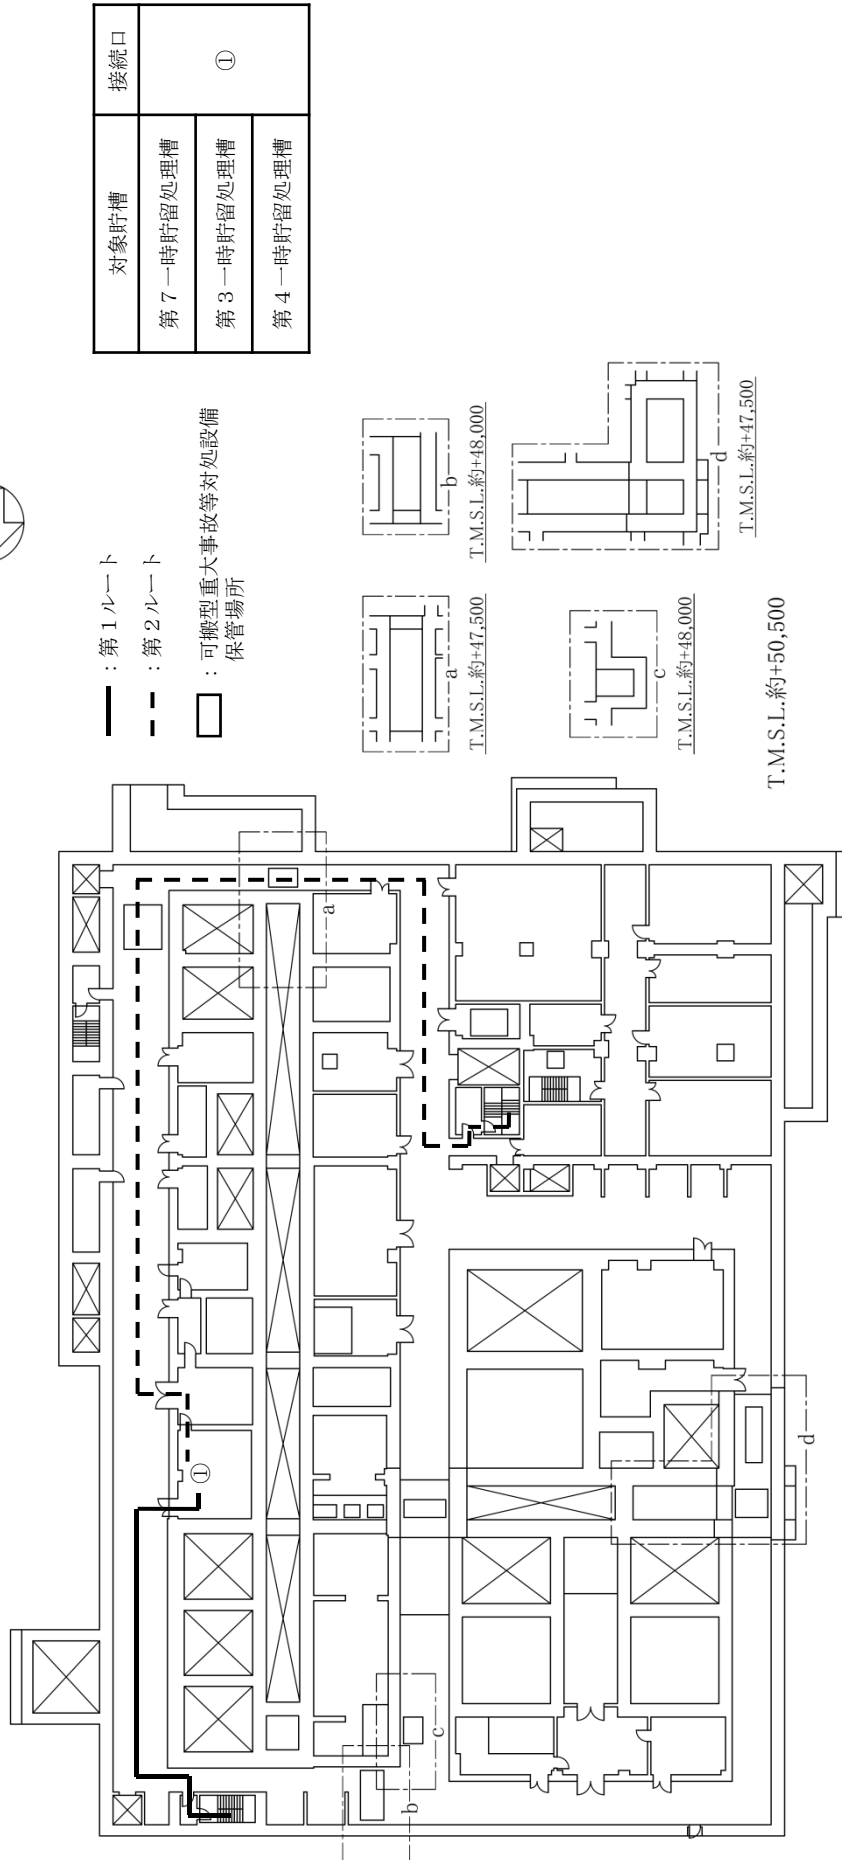 対象貯槽
接続口
第7一時貯留処理槽
第3一時貯留処理槽
第4一時貯留処理槽
①
：第1ルート
：第2ルート
：可搬型重大事故等対処設備
保管場所
a
T.M.S.L.約+47,500
b
T.M.S.L.約+48,000
c
T.M.S.L.約+48,000
d
T.M.S.L.約+47,500
T.M.S.L.約+50,500
①
a
b
c
d